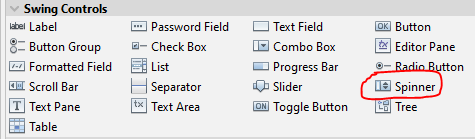 Swing Controls
Label Password Field Text Field Button
Button Group Check Box Combo Box Editor Pane
Formatted Field List Progress Bar Radio Button
Scroll Bar Separator Slider Spinner
Text Pane Text Area Toggle Button Tree
Table